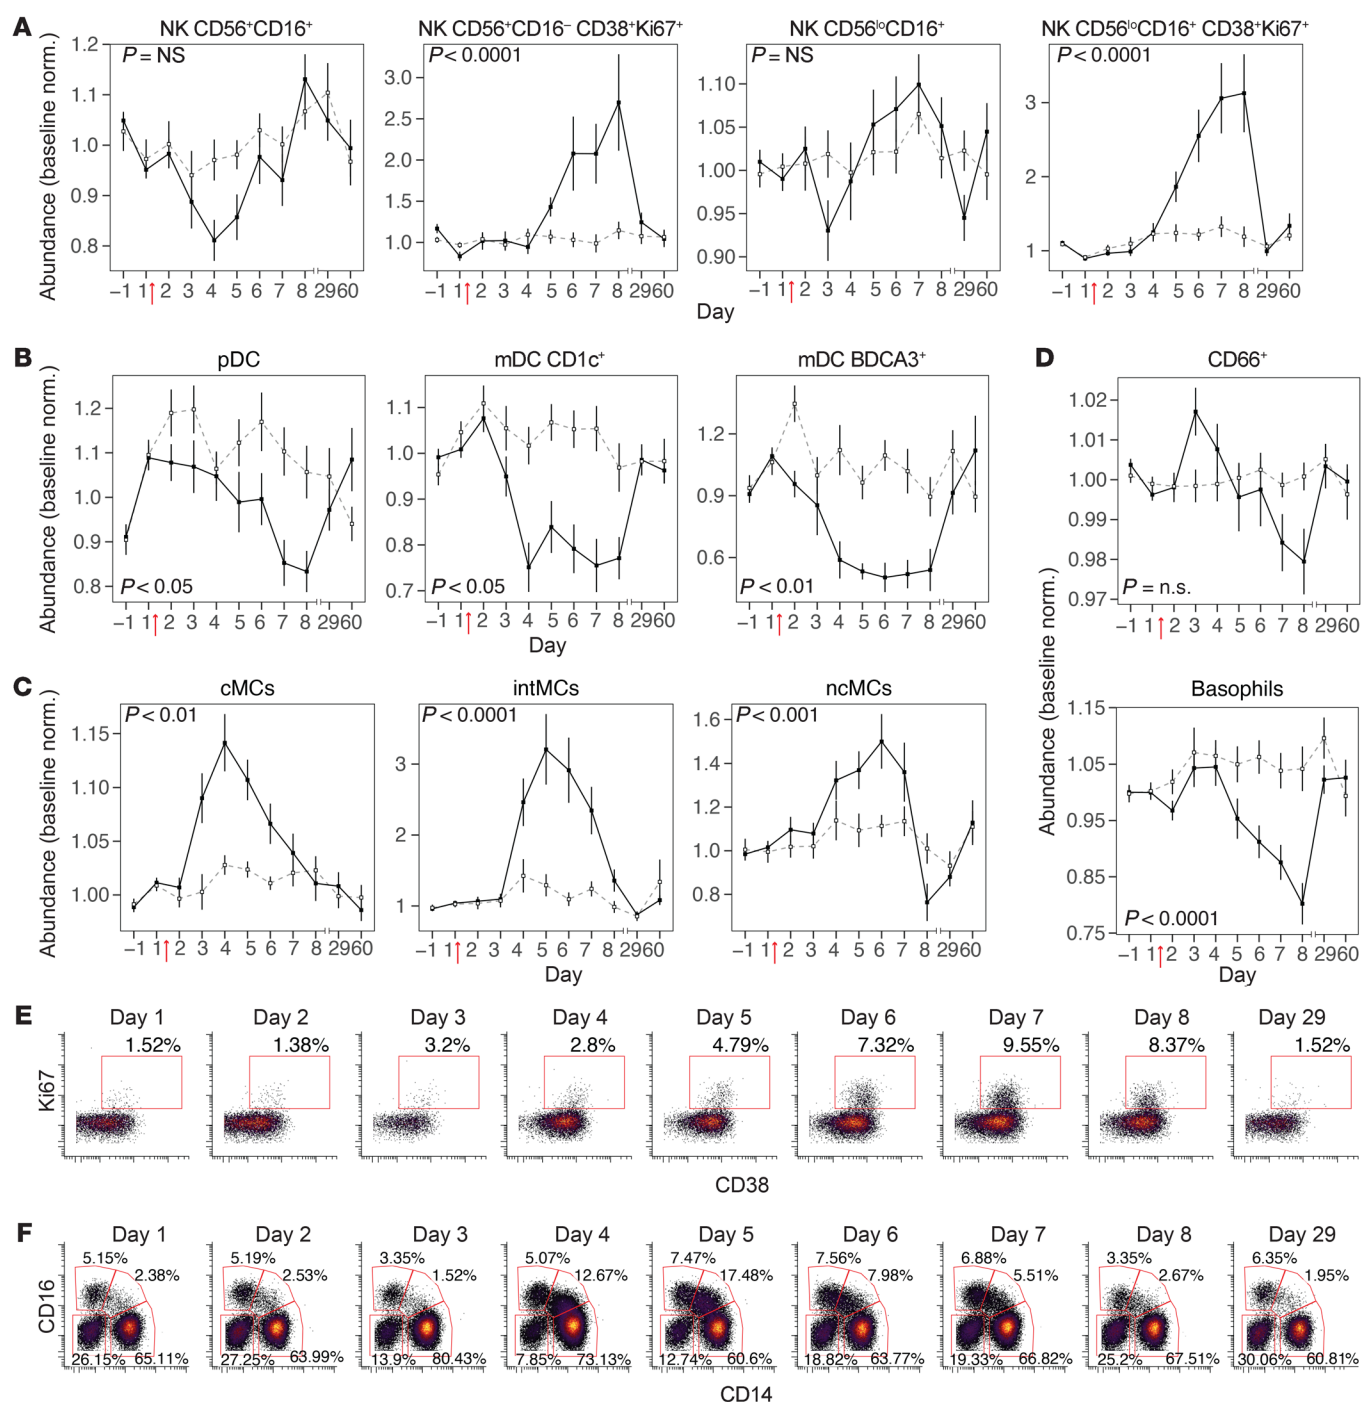 A
NK CD56⁺CD16⁺
NK CD56⁺CD16⁻ CD38⁺Ki67⁺
NK CD56ˡᵒCD16⁺
NK CD56ˡᵒCD16⁺ CD38⁺Ki67⁺
Abundance (baseline norm.)
P = NS
1.2
1.1
1.0
0.9
0.8
−1 1 2 3 4 5 6 7 8 29 60
P < 0.0001
3.0
2.5
2.0
1.5
1.0
−1 1 2 3 4 5 6 7 8 29 60
P = NS
1.10
1.05
1.00
0.95
0.90
−1 1 2 3 4 5 6 7 8 29 60
P < 0.0001
3
2
1
−1 1 2 3 4 5 6 7 8 29 60
Day
B
pDC
mDC CD1c⁺
mDC BDCA3⁺
Abundance (baseline norm.)
1.2
1.1
1.0
0.9
0.8
P < 0.05
−1 1 2 3 4 5 6 7 8 29 60
1.1
1.0
0.9
0.8
0.7
P < 0.05
−1 1 2 3 4 5 6 7 8 29 60
1.2
0.9
0.6
P < 0.01
−1 1 2 3 4 5 6 7 8 29 60
Day
D
CD66⁺
1.02
1.01
1.00
0.99
0.98
0.97
P = n.s.
−1 1 2 3 4 5 6 7 8 29 60
Abundance (baseline norm.)
Basophils
1.15
1.05
0.95
0.85
0.75
P < 0.0001
−1 1 2 3 4 5 6 7 8 29 60
Day
C
cMCs
intMCs
ncMCs
Abundance (baseline norm.)
P < 0.01
1.15
1.10
1.05
1.00
−1 1 2 3 4 5 6 7 8 29 60
P < 0.0001
3
2
1
−1 1 2 3 4 5 6 7 8 29 60
P < 0.001
1.6
1.4
1.2
1.0
0.8
−1 1 2 3 4 5 6 7 8 29 60
Day
E
Day 1 Day 2 Day 3 Day 4 Day 5 Day 6 Day 7 Day 8 Day 29
1.52% 1.38% 3.2% 2.8% 4.79% 7.32% 9.55% 8.37% 1.52%
Ki67
CD38
F
Day 1 Day 2 Day 3 Day 4 Day 5 Day 6 Day 7 Day 8 Day 29
5.15% 5.19% 3.35% 5.07% 7.47% 7.56% 6.88% 3.35% 6.35%
2.38% 2.53% 1.52% 12.67% 17.48% 7.98% 5.51% 2.67% 1.95%
CD16
26.15% 65.11% 27.25% 63.99% 13.9% 80.43% 7.85% 73.13% 12.74% 60.6% 18.82% 63.77% 19.33% 66.82% 25.2% 67.51% 30.06% 60.81%
CD14